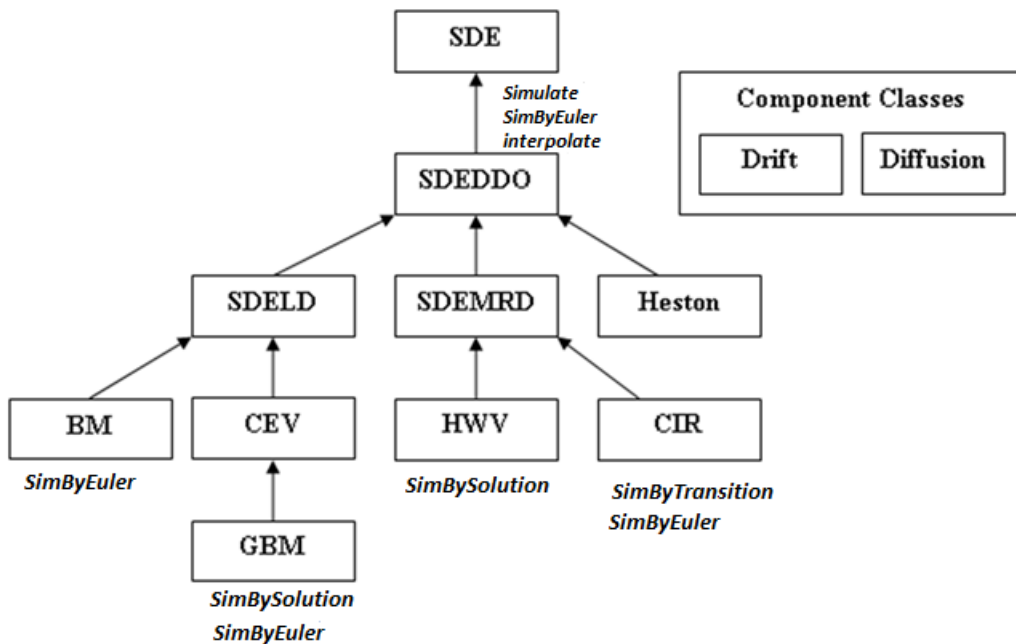 SDE
Simulate
SimByEuler
interpolate
Component Classes
Drift
Diffusion
SDEDDO
SDELD
SDEMRD
Heston
BM
CEV
HWV
CIR
SimByEuler
SimBySolution
SimByTransition
SimByEuler
GBM
SimBySolution
SimByEuler